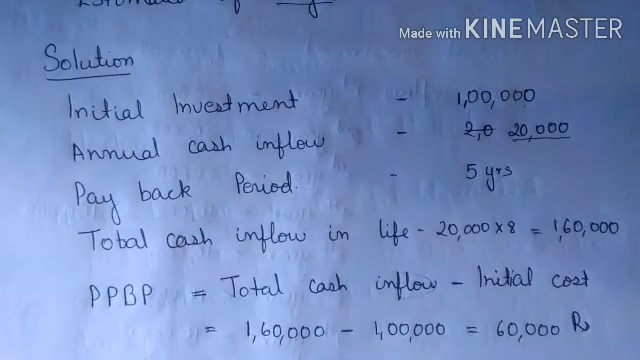 Made with KINEMASTER
Solution
Initial Investment - 1,00,000
Annual cash inflow - 2,0 20,000
Pay back Period. - 5 yrs
Total cash inflow in life - 20,000 × 8 = 1,60,000
PPBP = Total cash inflow - Initial cost
= 1,60,000 - 1,00,000 = 60,000 Rs